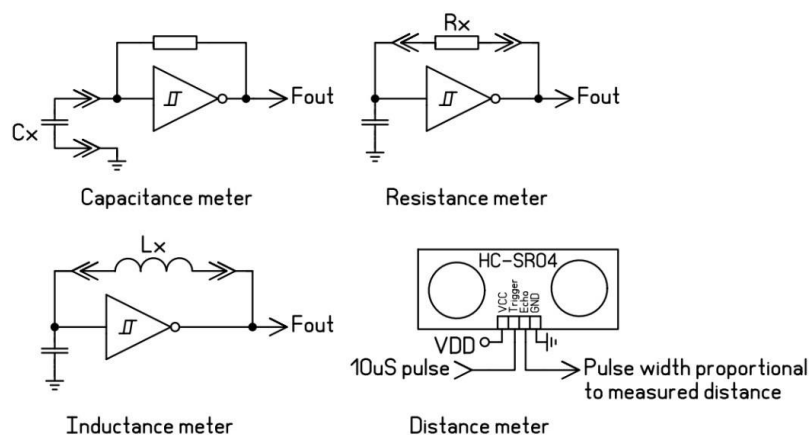 Rx
Fout
Fout
Cx
Capacitance meter
Resistance meter
Lx
HC-SR04
VCC
Trigger
Echo
GND
Fout
VDD
10uS pulse
Pulse width proportional
to measured distance
Inductance meter
Distance meter